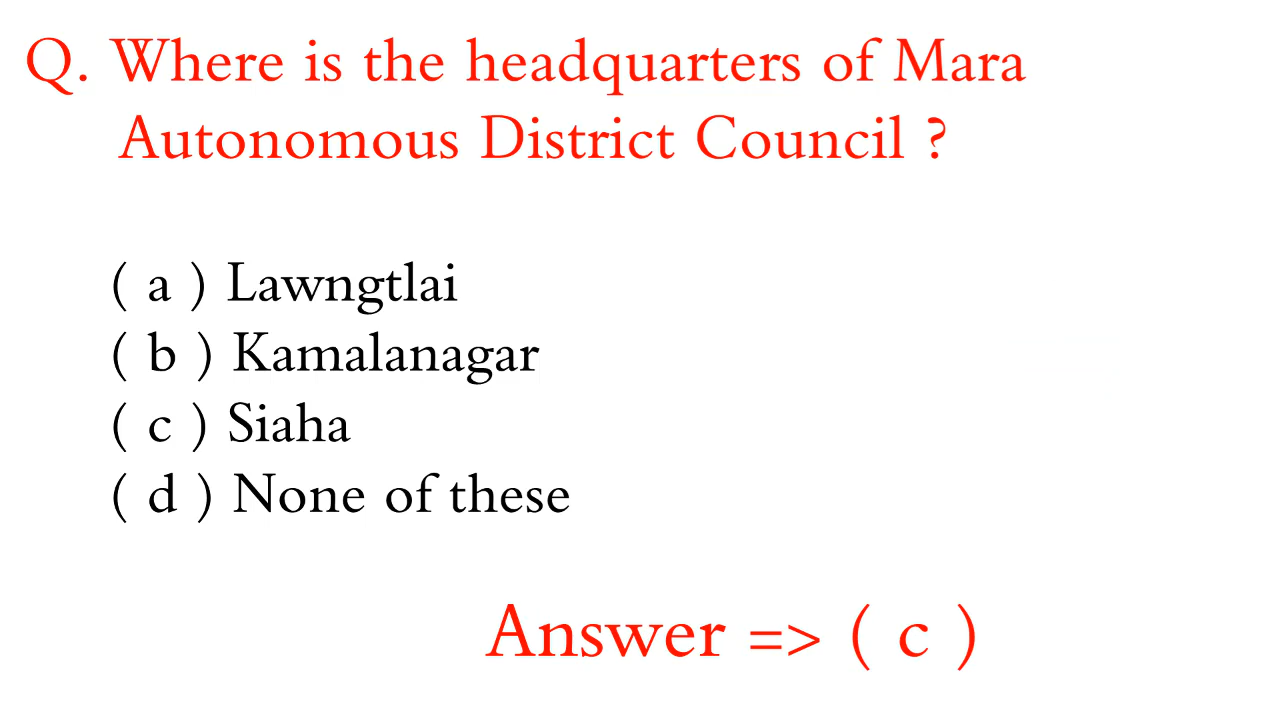 Q. Where is the headquarters of Mara
Autonomous District Council ?
( a ) Lawngtlai
( b ) Kamalanagar
( c ) Siaha
( d ) None of these
Answer => ( c )